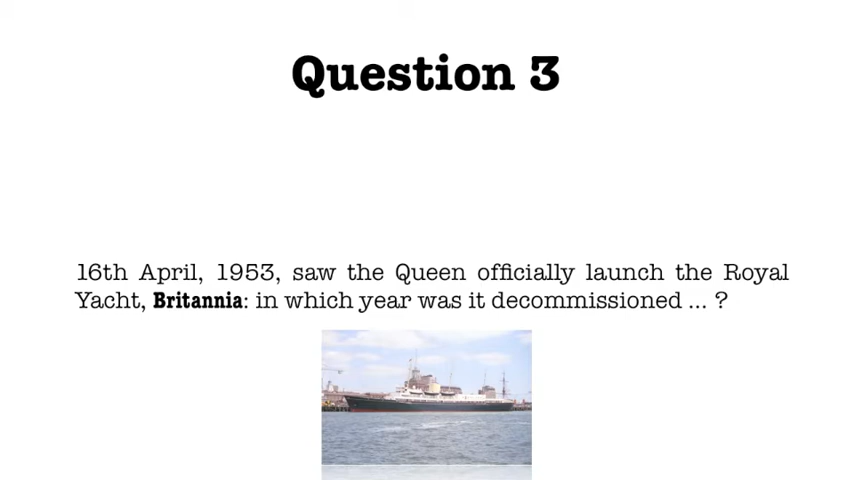 Question 3
16th April, 1953, saw the Queen officially launch the Royal
Yacht, Britannia: in which year was it decommissioned ... ?